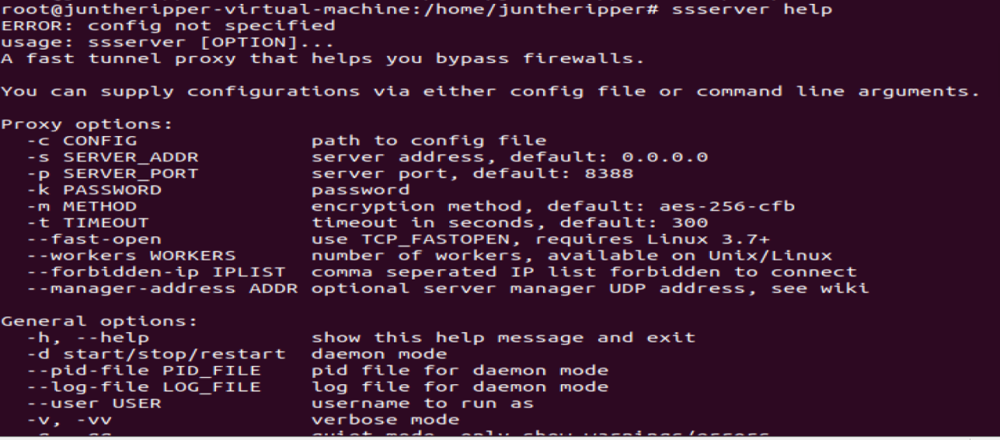 root@juntheripper-virtual-machine:/home/juntheripper# ssserver help
ERROR: config not specified
usage: ssserver [OPTION]...
A fast tunnel proxy that helps you bypass firewalls.
You can supply configurations via either config file or command line arguments.
Proxy options:
-c CONFIG path to config file
-s SERVER_ADDR server address, default: 0.0.0.0
-p SERVER_PORT server port, default: 8388
-k PASSWORD password
-m METHOD encryption method, default: aes-256-cfb
-t TIMEOUT timeout in seconds, default: 300
--fast-open use TCP_FASTOPEN, requires Linux 3.7+
--workers WORKERS number of workers, available on Unix/Linux
--forbidden-ip IPLIST comma seperated IP list forbidden to connect
--manager-address ADDR optional server manager UDP address, see wiki
General options:
-h, --help show this help message and exit
-d start/stop/restart daemon mode
--pid-file PID_FILE pid file for daemon mode
--log-file LOG_FILE log file for daemon mode
--user USER username to run as
-v, -vv verbose mode